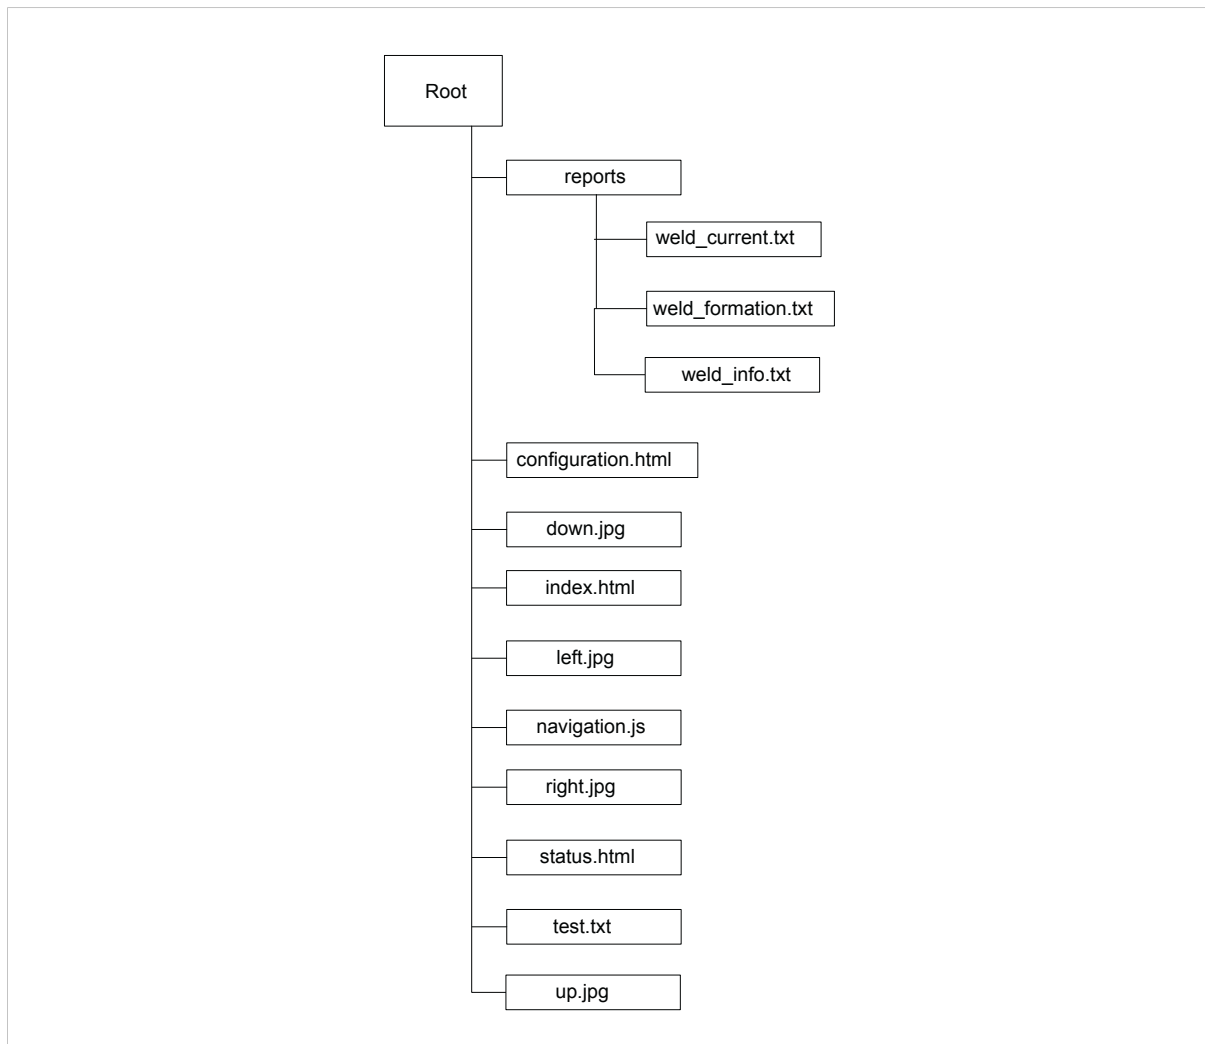 Root
reports
weld_current.txt
weld_formation.txt
weld_info.txt
configuration.html
down.jpg
index.html
left.jpg
navigation.js
right.jpg
status.html
test.txt
up.jpg